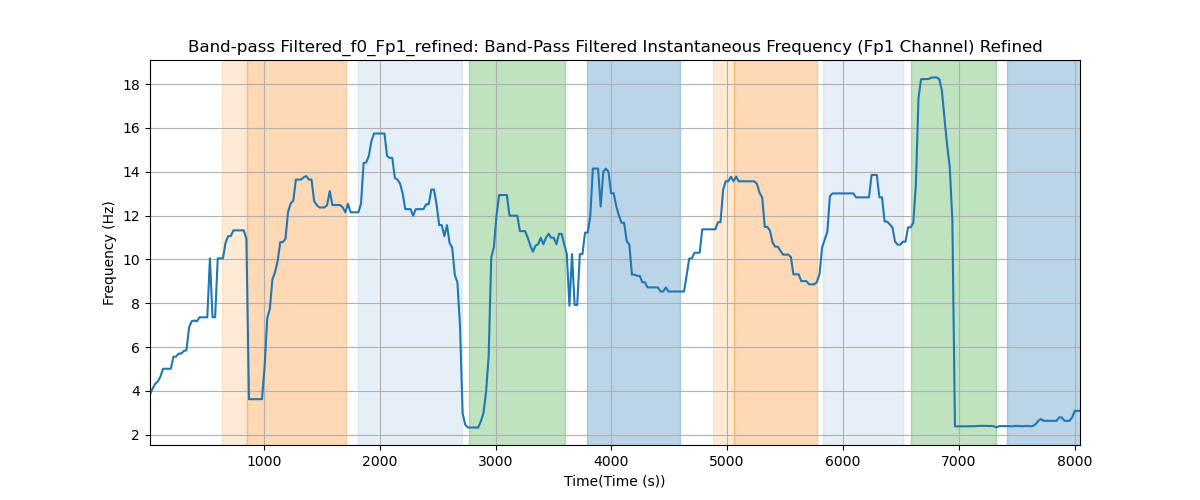 Band-pass Filtered_f0_Fp1_refined: Band-Pass Filtered Instantaneous Frequency (Fp1 Channel) Refined
18
16
14
12
10
8
6
4
2
Frequency (Hz)
1000 2000 3000 4000 5000 6000 7000 8000
Time(Time (s))